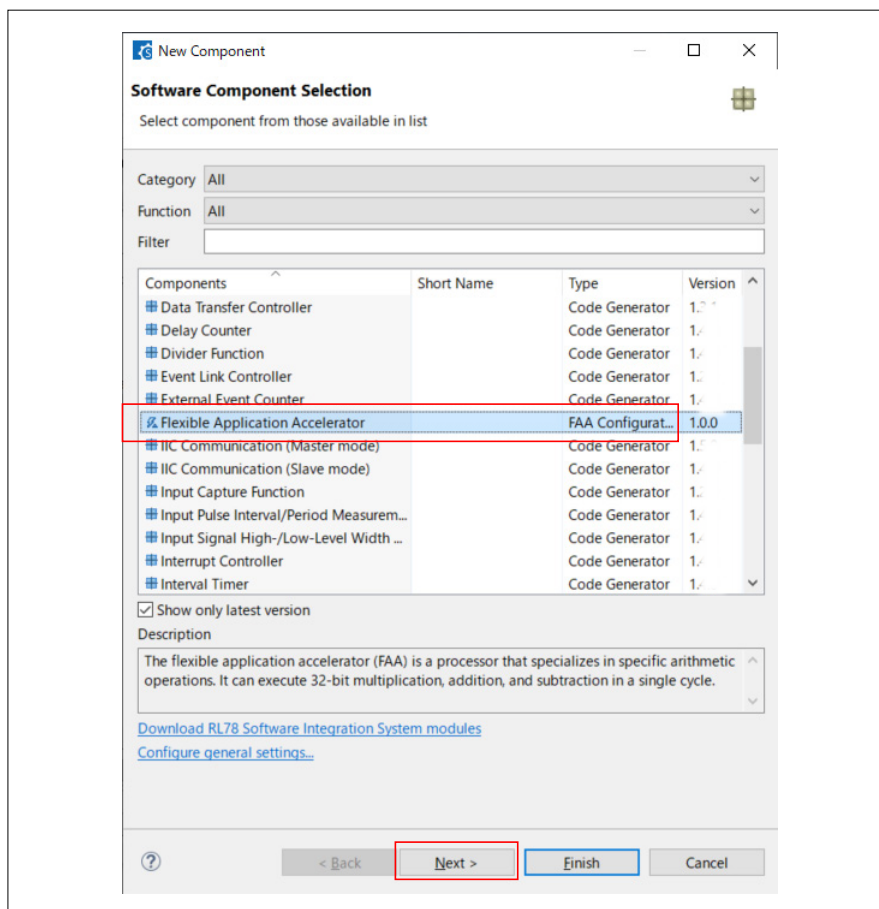 New Component
Software Component Selection
Select component from those available in list
Category All
Function All
Filter
Components Short Name Type Version
Data Transfer Controller Code Generator
Delay Counter Code Generator
Divider Function Code Generator
Event Link Controller Code Generator
External Event Counter Code Generator
Flexible Application Accelerator FAA Configurat... 1.0.0
IIC Communication (Master mode) Code Generator
IIC Communication (Slave mode) Code Generator
Input Capture Function Code Generator
Input Pulse Interval/Period Measurem... Code Generator
Input Signal High-/Low-Level Width ... Code Generator
Interrupt Controller Code Generator
Interval Timer Code Generator
Show only latest version
Description
The flexible application accelerator (FAA) is a processor that specializes in specific arithmetic
operations. It can execute 32-bit multiplication, addition, and subtraction in a single cycle.
Download RL78 Software Integration System modules
Configure general settings...
? < Back Next > Finish Cancel